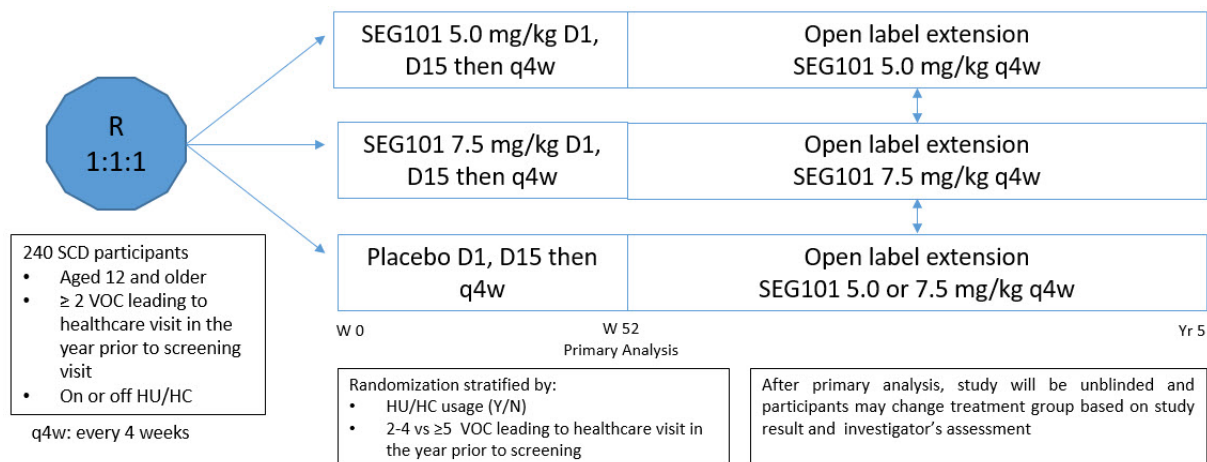 R
1:1:1
240 SCD participants
• Aged 12 and older
• ≥ 2 VOC leading to
healthcare visit in the
year prior to screening
visit
• On or off HU/HC
q4w: every 4 weeks
SEG101 5.0 mg/kg D1,
D15 then q4w
Open label extension
SEG101 5.0 mg/kg q4w
SEG101 7.5 mg/kg D1,
D15 then q4w
Open label extension
SEG101 7.5 mg/kg q4w
Placebo D1, D15 then
q4w
Open label extension
SEG101 5.0 or 7.5 mg/kg q4w
W 0
W 52
Primary Analysis
Yr 5
Randomization stratified by:
• HU/HC usage (Y/N)
• 2-4 vs ≥5 VOC leading to healthcare visit in
the year prior to screening
After primary analysis, study will be unblinded and
participants may change treatment group based on study
result and investigator’s assessment